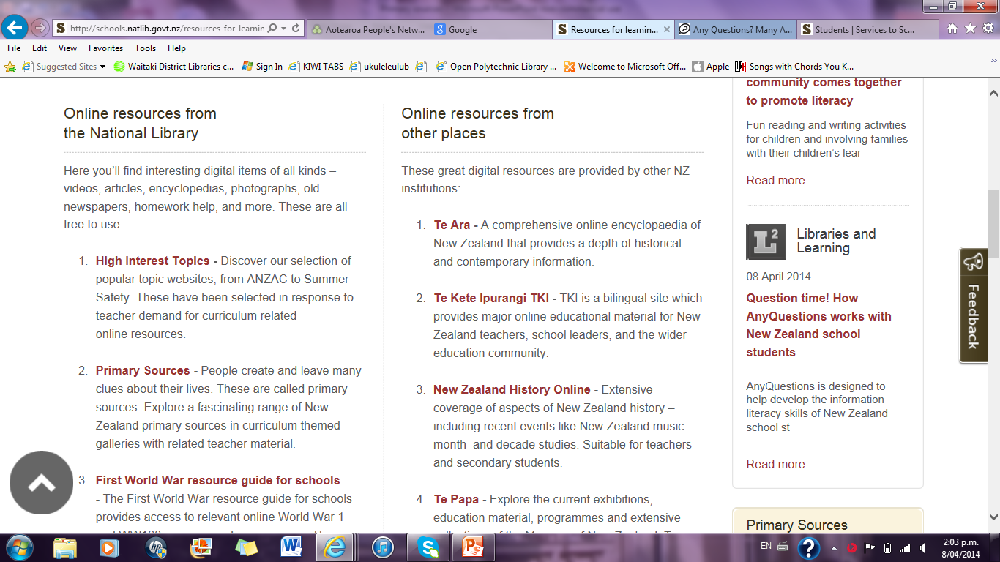 http://schools.natlib.govt.nz/resources-for-learnin
Aotearoa People's Netw...
Google
Resources for learnin...
Any Questions? Many A...
Students | Services to Sc...
File Edit View Favorites Tools Help
Suggested Sites
Waitaki District Libraries c...
Sign In
KIWI TABS
ukuleleulub
Open Polytechnic Library ...
Welcome to Microsoft Off...
Apple
Songs with Chords You K...
Online resources from
the National Library
Here you'll find interesting digital items of all kinds –
videos, articles, encyclopedias, photographs, old
newspapers, homework help, and more. These are all
free to use.
1. High Interest Topics - Discover our selection of
popular topic websites; from ANZAC to Summer
Safety. These have been selected in response to
teacher demand for curriculum related
online resources.
2. Primary Sources - People create and leave many
clues about their lives. These are called primary
sources. Explore a fascinating range of New
Zealand primary sources in curriculum themed
galleries with related teacher material.
3. First World War resource guide for schools
- The First World War resource guide for schools
provides access to relevant online World War 1
Online resources from
other places
These great digital resources are provided by other NZ
institutions:
1. Te Ara - A comprehensive online encyclopaedia of
New Zealand that provides a depth of historical
and contemporary information.
2. Te Kete Ipurangi TKI - TKI is a bilingual site which
provides major online educational material for New
Zealand teachers, school leaders, and the wider
education community.
3. New Zealand History Online - Extensive
coverage of aspects of New Zealand history –
including recent events like New Zealand music
month and decade studies. Suitable for teachers
and secondary students.
4. Te Papa - Explore the current exhibitions,
education material, programmes and extensive
community comes together
to promote literacy
Fun reading and writing activities
for children and involving families
with their children's lear
Read more
L2
Libraries and
Learning
08 April 2014
Question time! How
AnyQuestions works with
New Zealand school
students
AnyQuestions is designed to
help develop the information
literacy skills of New Zealand
school st
Read more
Primary Sources
Feedback
EN
2:03 p.m.
8/04/2014